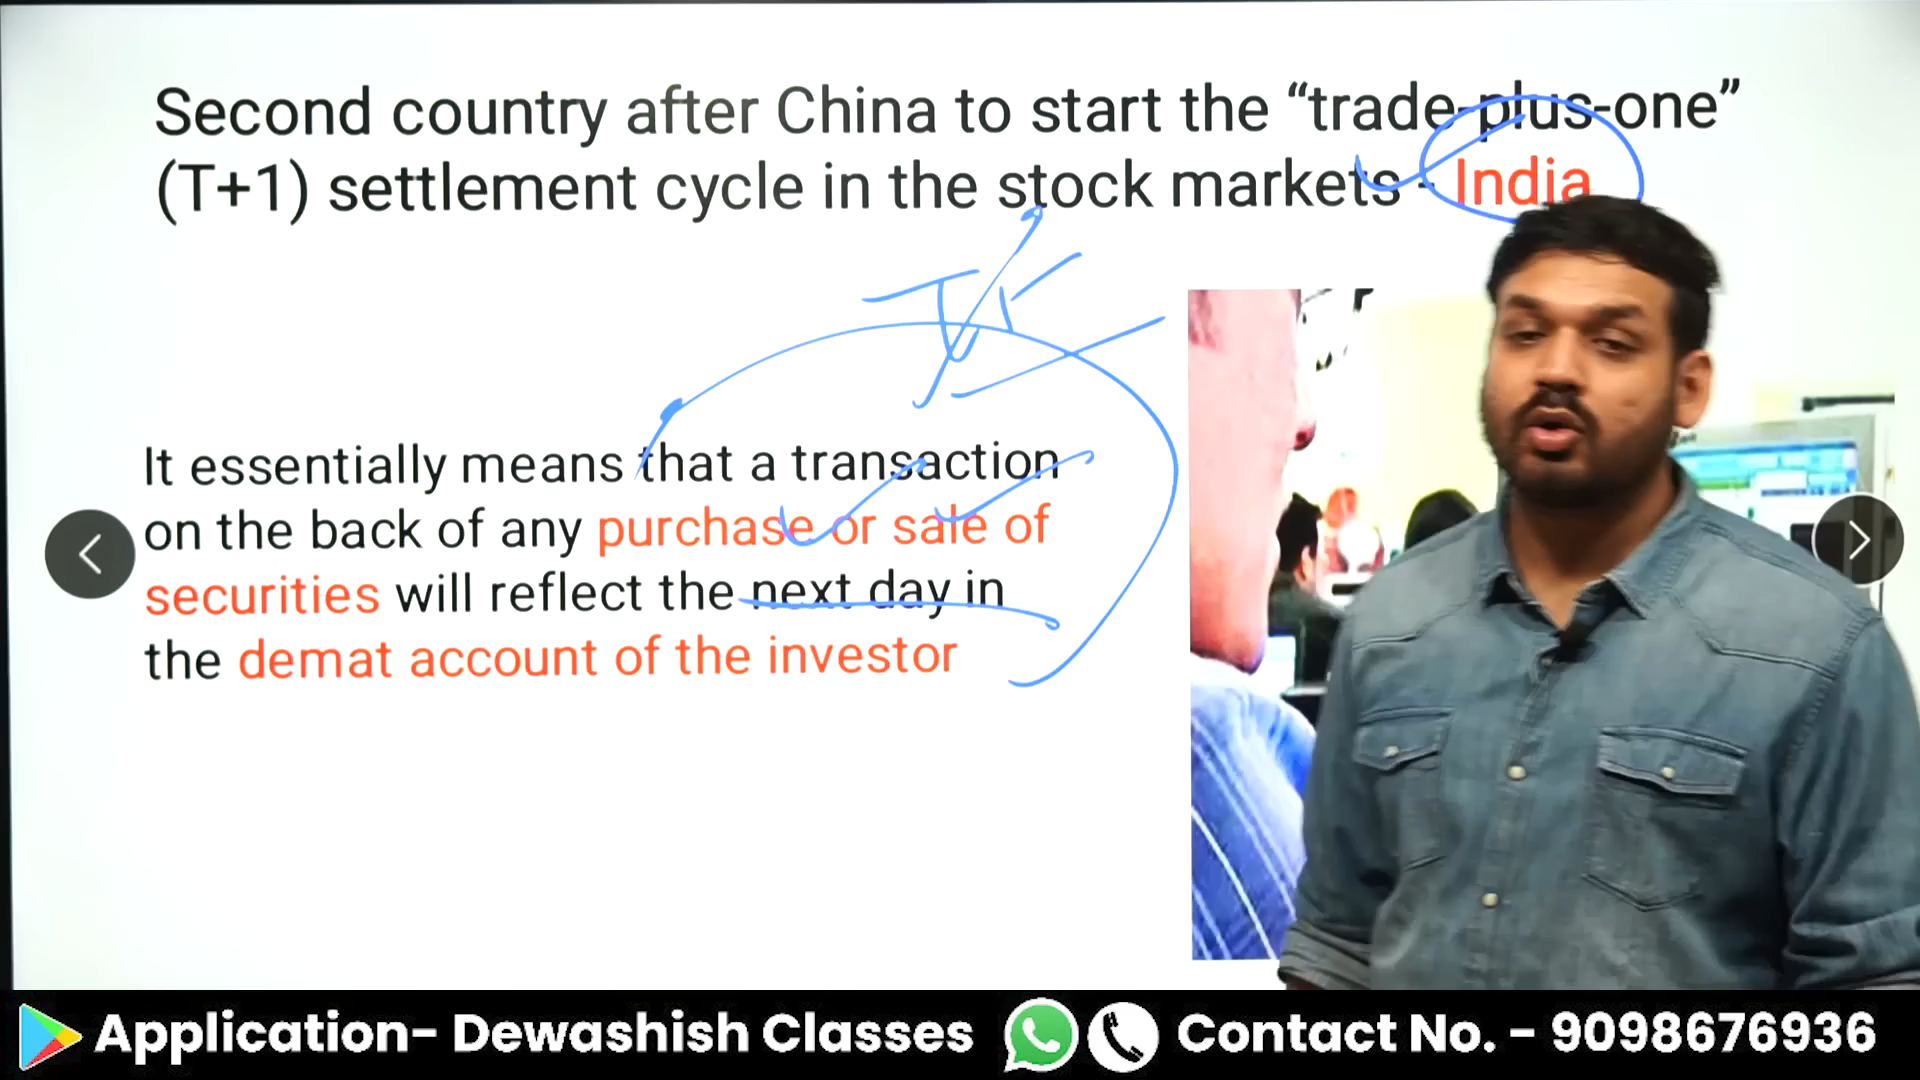 Second country after China to start the “trade-plus-one”
(T+1) settlement cycle in the stock markets - India
It essentially means that a transaction
on the back of any purchase or sale of
securities will reflect the next day in
the demat account of the investor
Application- Dewashish Classes
Contact No. - 9098676936